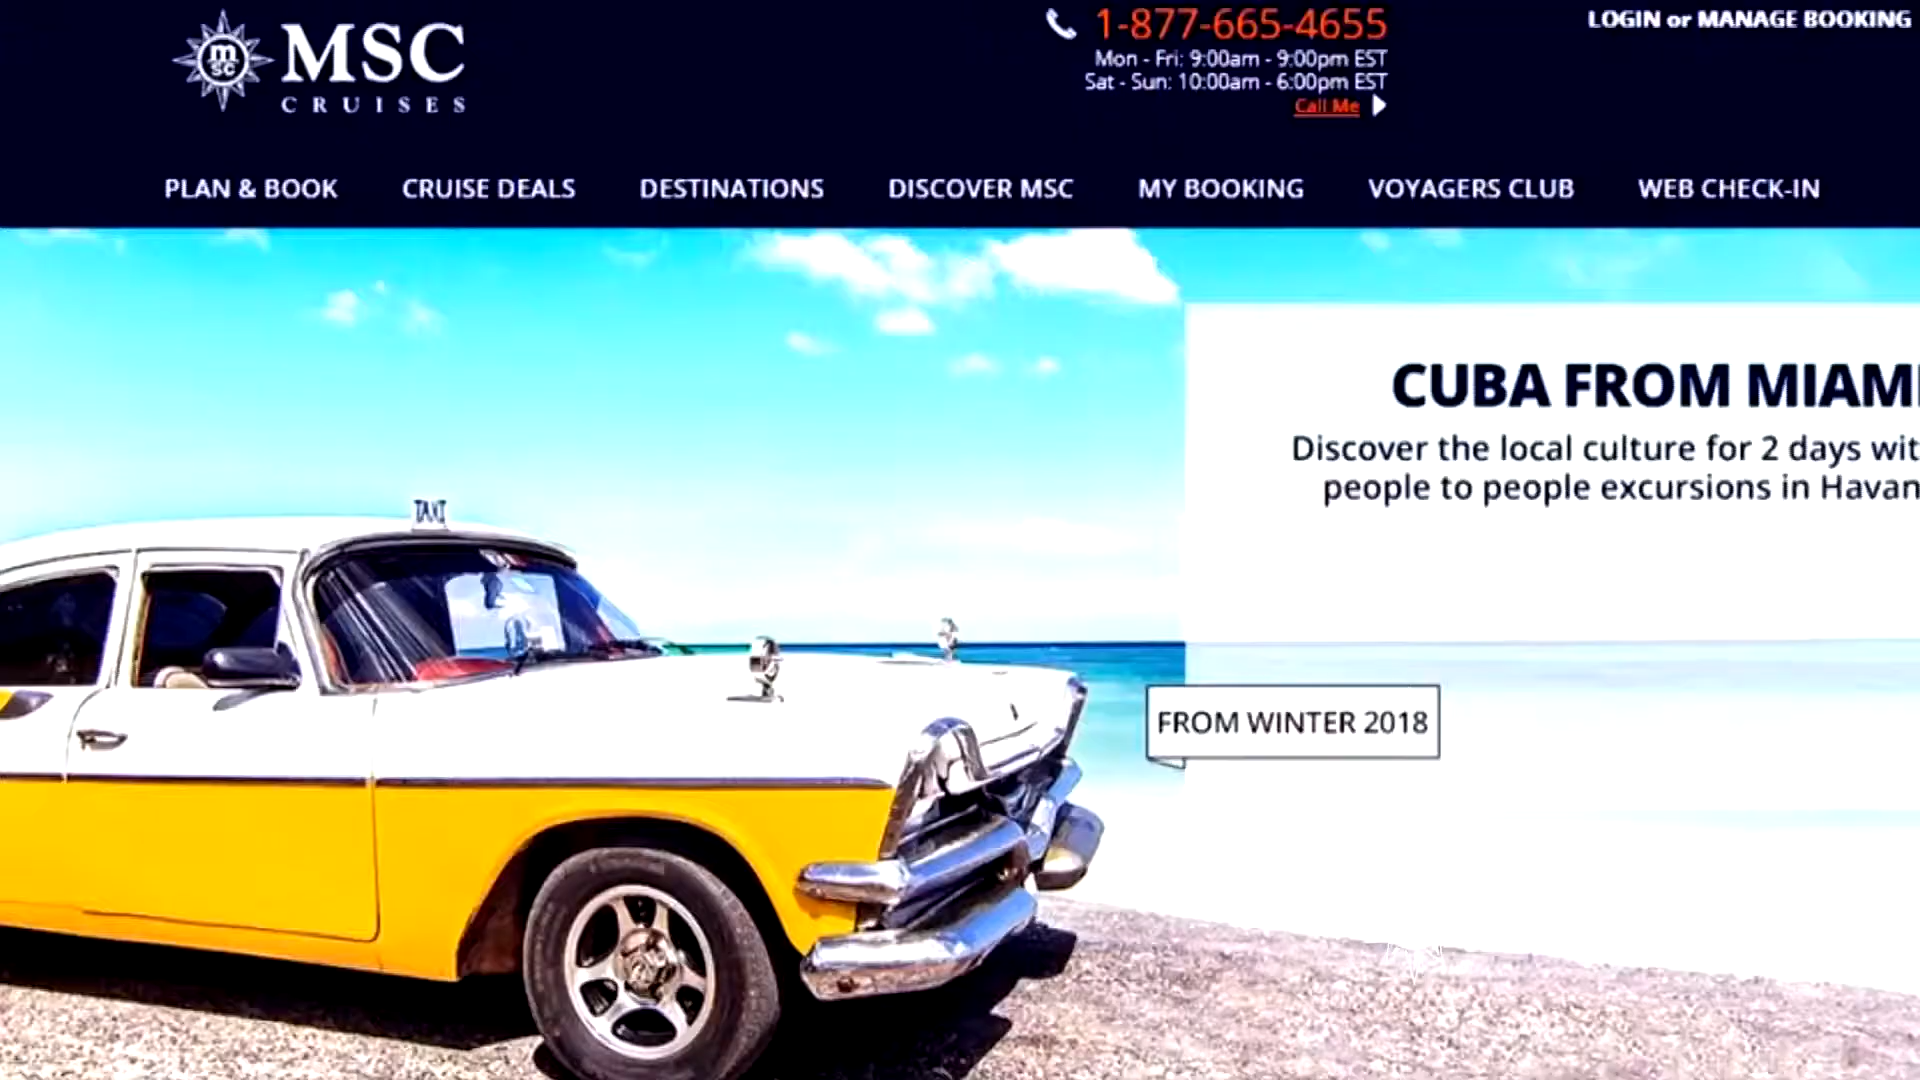 m
sc
MSC
CRUISES
1-877-665-4655
Mon - Fri: 9:00am - 9:00pm EST
Sat - Sun: 10:00am - 6:00pm EST
Call Me
LOGIN or MANAGE BOOKING
PLAN & BOOK CRUISE DEALS DESTINATIONS DISCOVER MSC MY BOOKING VOYAGERS CLUB WEB CHECK-IN
CUBA FROM MIAMI
Discover the local culture for 2 days wit
people to people excursions in Havan
TAXI
FROM WINTER 2018